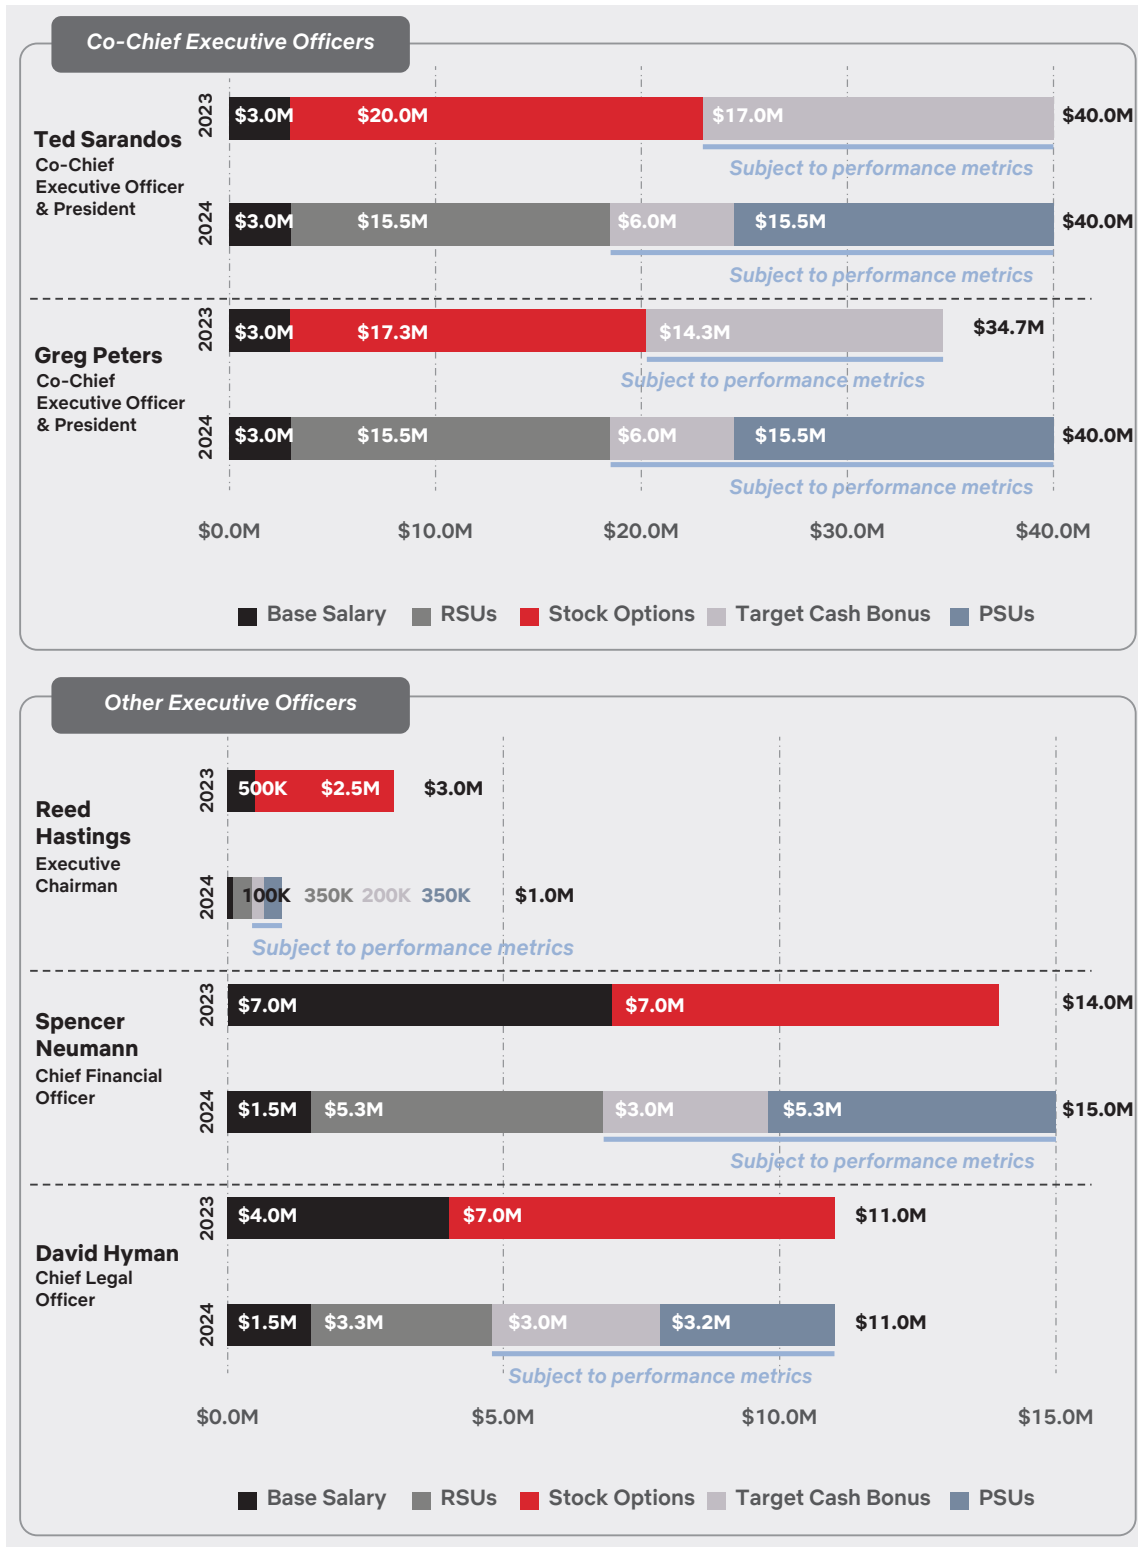 Co-Chief Executive Officers
Ted Sarandos
Co-Chief
Executive Officer
& President
2023
$3.0M $20.0M $17.0M $40.0M
Subject to performance metrics
2024
$3.0M $15.5M $6.0M $15.5M $40.0M
Subject to performance metrics
Greg Peters
Co-Chief
Executive Officer
& President
2023
$3.0M $17.3M $14.3M $34.7M
Subject to performance metrics
2024
$3.0M $15.5M $6.0M $15.5M $40.0M
Subject to performance metrics
$0.0M $10.0M $20.0M $30.0M $40.0M
Base Salary RSUs Stock Options Target Cash Bonus PSUs
Other Executive Officers
Reed
Hastings
Executive
Chairman
2023
500K $2.5M $3.0M
2024
100K 350K 200K 350K $1.0M
Subject to performance metrics
Spencer
Neumann
Chief Financial
Officer
2023
$7.0M $7.0M $14.0M
2024
$1.5M $5.3M $3.0M $5.3M $15.0M
Subject to performance metrics
David Hyman
Chief Legal
Officer
2023
$4.0M $7.0M $11.0M
2024
$1.5M $3.3M $3.0M $3.2M $11.0M
Subject to performance metrics
$0.0M $5.0M $10.0M $15.0M
Base Salary RSUs Stock Options Target Cash Bonus PSUs